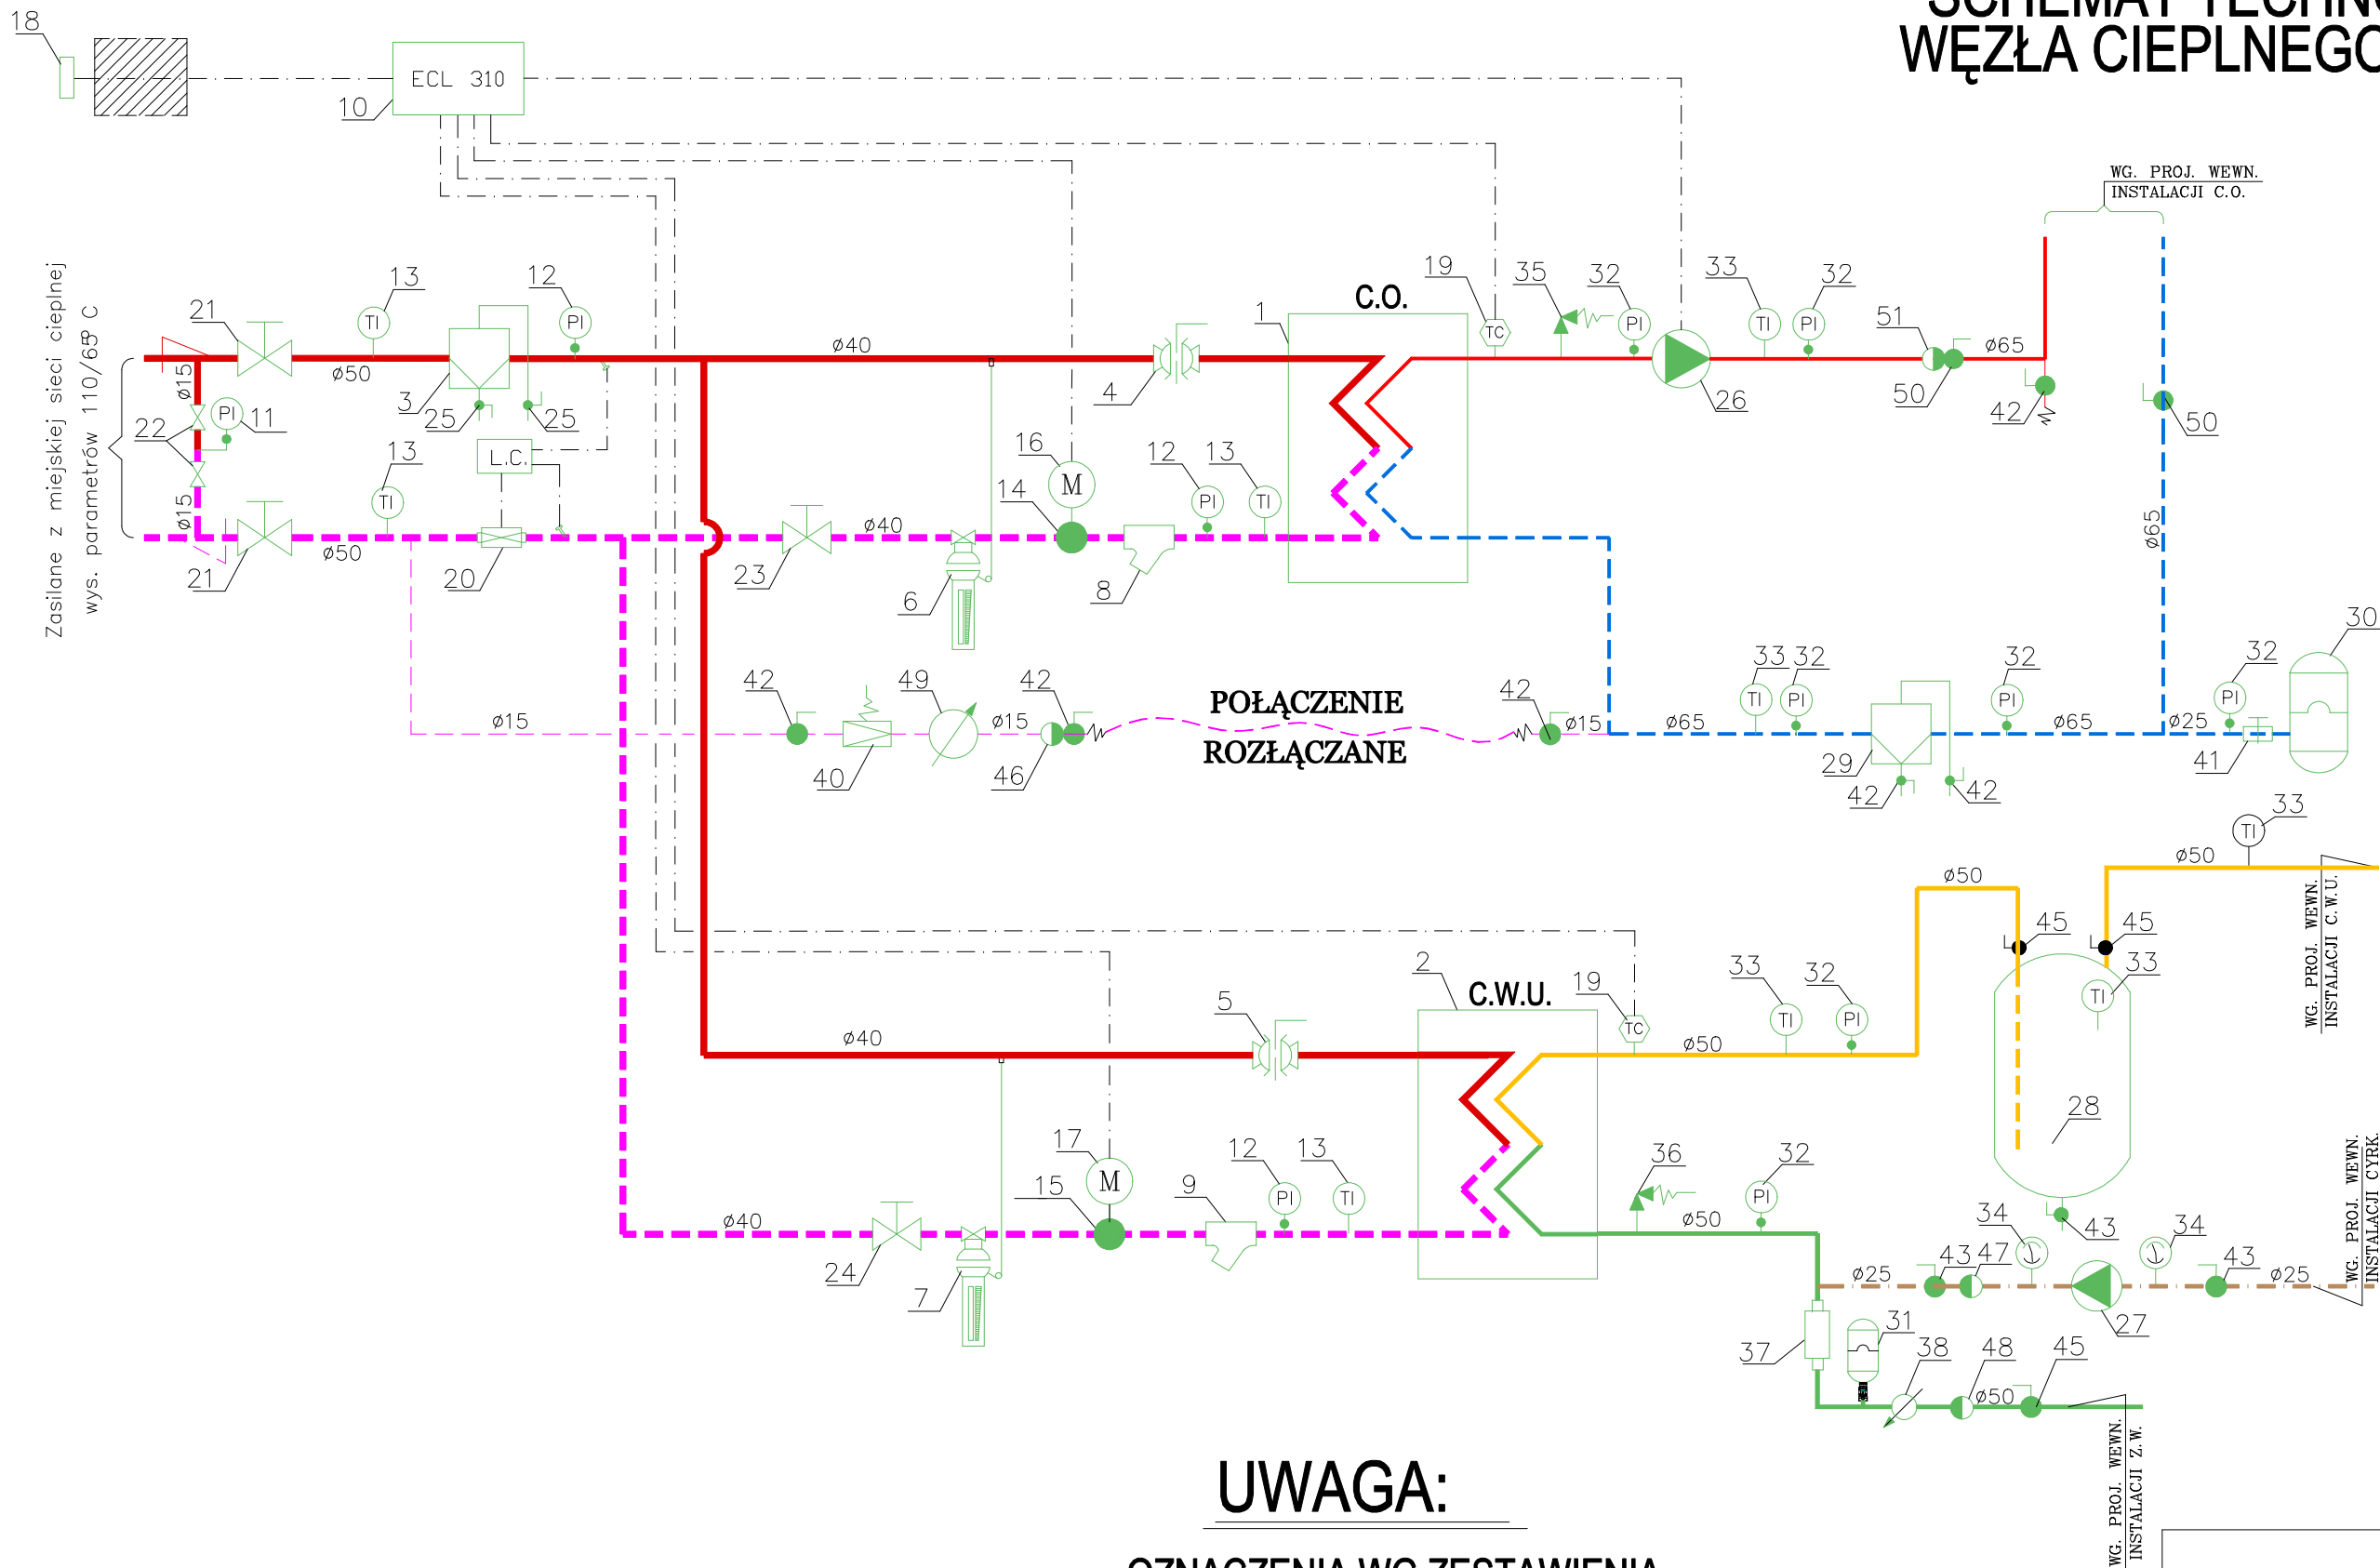 SCHEMAT TECHNO
WĘZŁA CIEPLNEGO
18
ECL 310
10
WG. PROJ. WEWN.
INSTALACJI C.O.
Zasilane z miejskiej sieci cieplnej
wys. parametrów 110/65° C
21
13
12
TI
PI
ø50
3
25
25
ø40
4
1
C.O.
19
TC
35
32
PI
26
33
TI
32
PI
51
50
ø65
42
50
ø65
ø15
22
PI
11
ø15
21
13
TI
ø50
L.C.
20
23
ø40
6
16
M
14
8
12
PI
13
TI
ø15
42
40
49
ø15
42
46
POŁĄCZENIE
ROZŁĄCZANE
42
ø15
ø65
33
TI
32
PI
29
42
42
32
PI
ø65
ø25
32
PI
41
30
33
TI
ø50
ø50
WG. PROJ. WEWN.
INSTALACJI C.W.U.
45
45
33
TI
28
43
ø40
5
2
C.W.U.
19
TC
ø50
33
TI
32
PI
ø40
24
7
17
M
15
9
12
PI
13
TI
36
ø50
32
PI
ø25
43
47
34
34
27
43
ø25
WG. PROJ. WEWN.
INSTALACJI CYRK.
37
31
38
48
ø50
45
WG. PROJ. WEWN.
INSTALACJI Z.W.
UWAGA:
OZNACZENIA WG ZESTAWIENIA